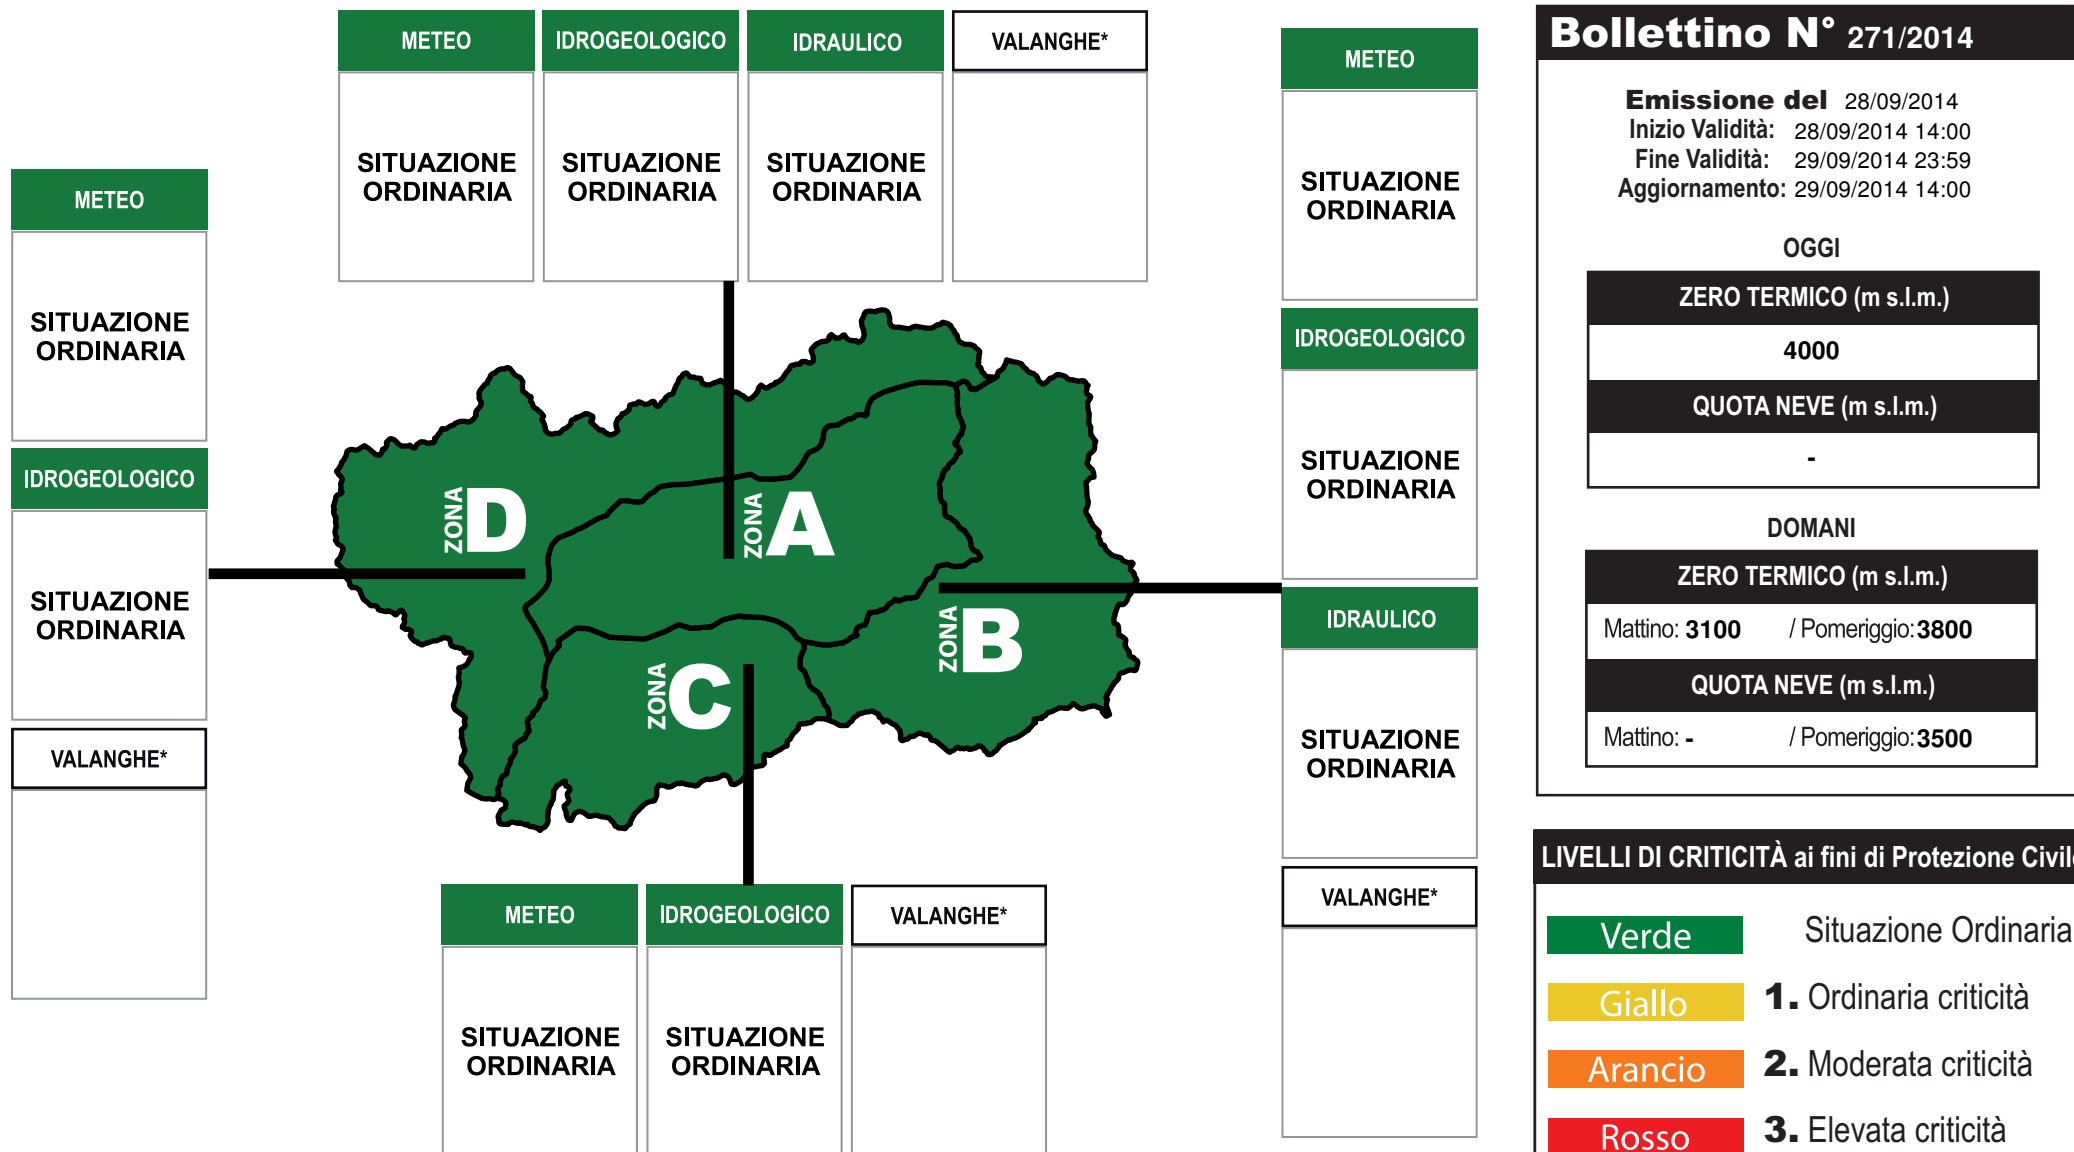 METEO
IDROGEOLOGICO
IDRAULICO
VALANGHE*
SITUAZIONE
ORDINARIA
SITUAZIONE
ORDINARIA
SITUAZIONE
ORDINARIA
METEO
SITUAZIONE
ORDINARIA
IDROGEOLOGICO
SITUAZIONE
ORDINARIA
VALANGHE*
ZONA D
ZONA A
ZONA B
ZONA C
METEO
SITUAZIONE
ORDINARIA
IDROGEOLOGICO
SITUAZIONE
ORDINARIA
IDRAULICO
SITUAZIONE
ORDINARIA
VALANGHE*
METEO
IDROGEOLOGICO
VALANGHE*
SITUAZIONE
ORDINARIA
SITUAZIONE
ORDINARIA
Bollettino N° 271/2014
Emissione del 28/09/2014
Inizio Validità: 28/09/2014 14:00
Fine Validità: 29/09/2014 23:59
Aggiornamento: 29/09/2014 14:00
OGGI
ZERO TERMICO (m s.l.m.)
4000
QUOTA NEVE (m s.l.m.)
-
DOMANI
ZERO TERMICO (m s.l.m.)
Mattino: 3100 / Pomeriggio: 3800
QUOTA NEVE (m s.l.m.)
Mattino: - / Pomeriggio: 3500
LIVELLI DI CRITICITÀ ai fini di Protezione Civile
Verde Situazione Ordinaria
Giallo 1. Ordinaria criticità
Arancio 2. Moderata criticità
Rosso 3. Elevata criticità